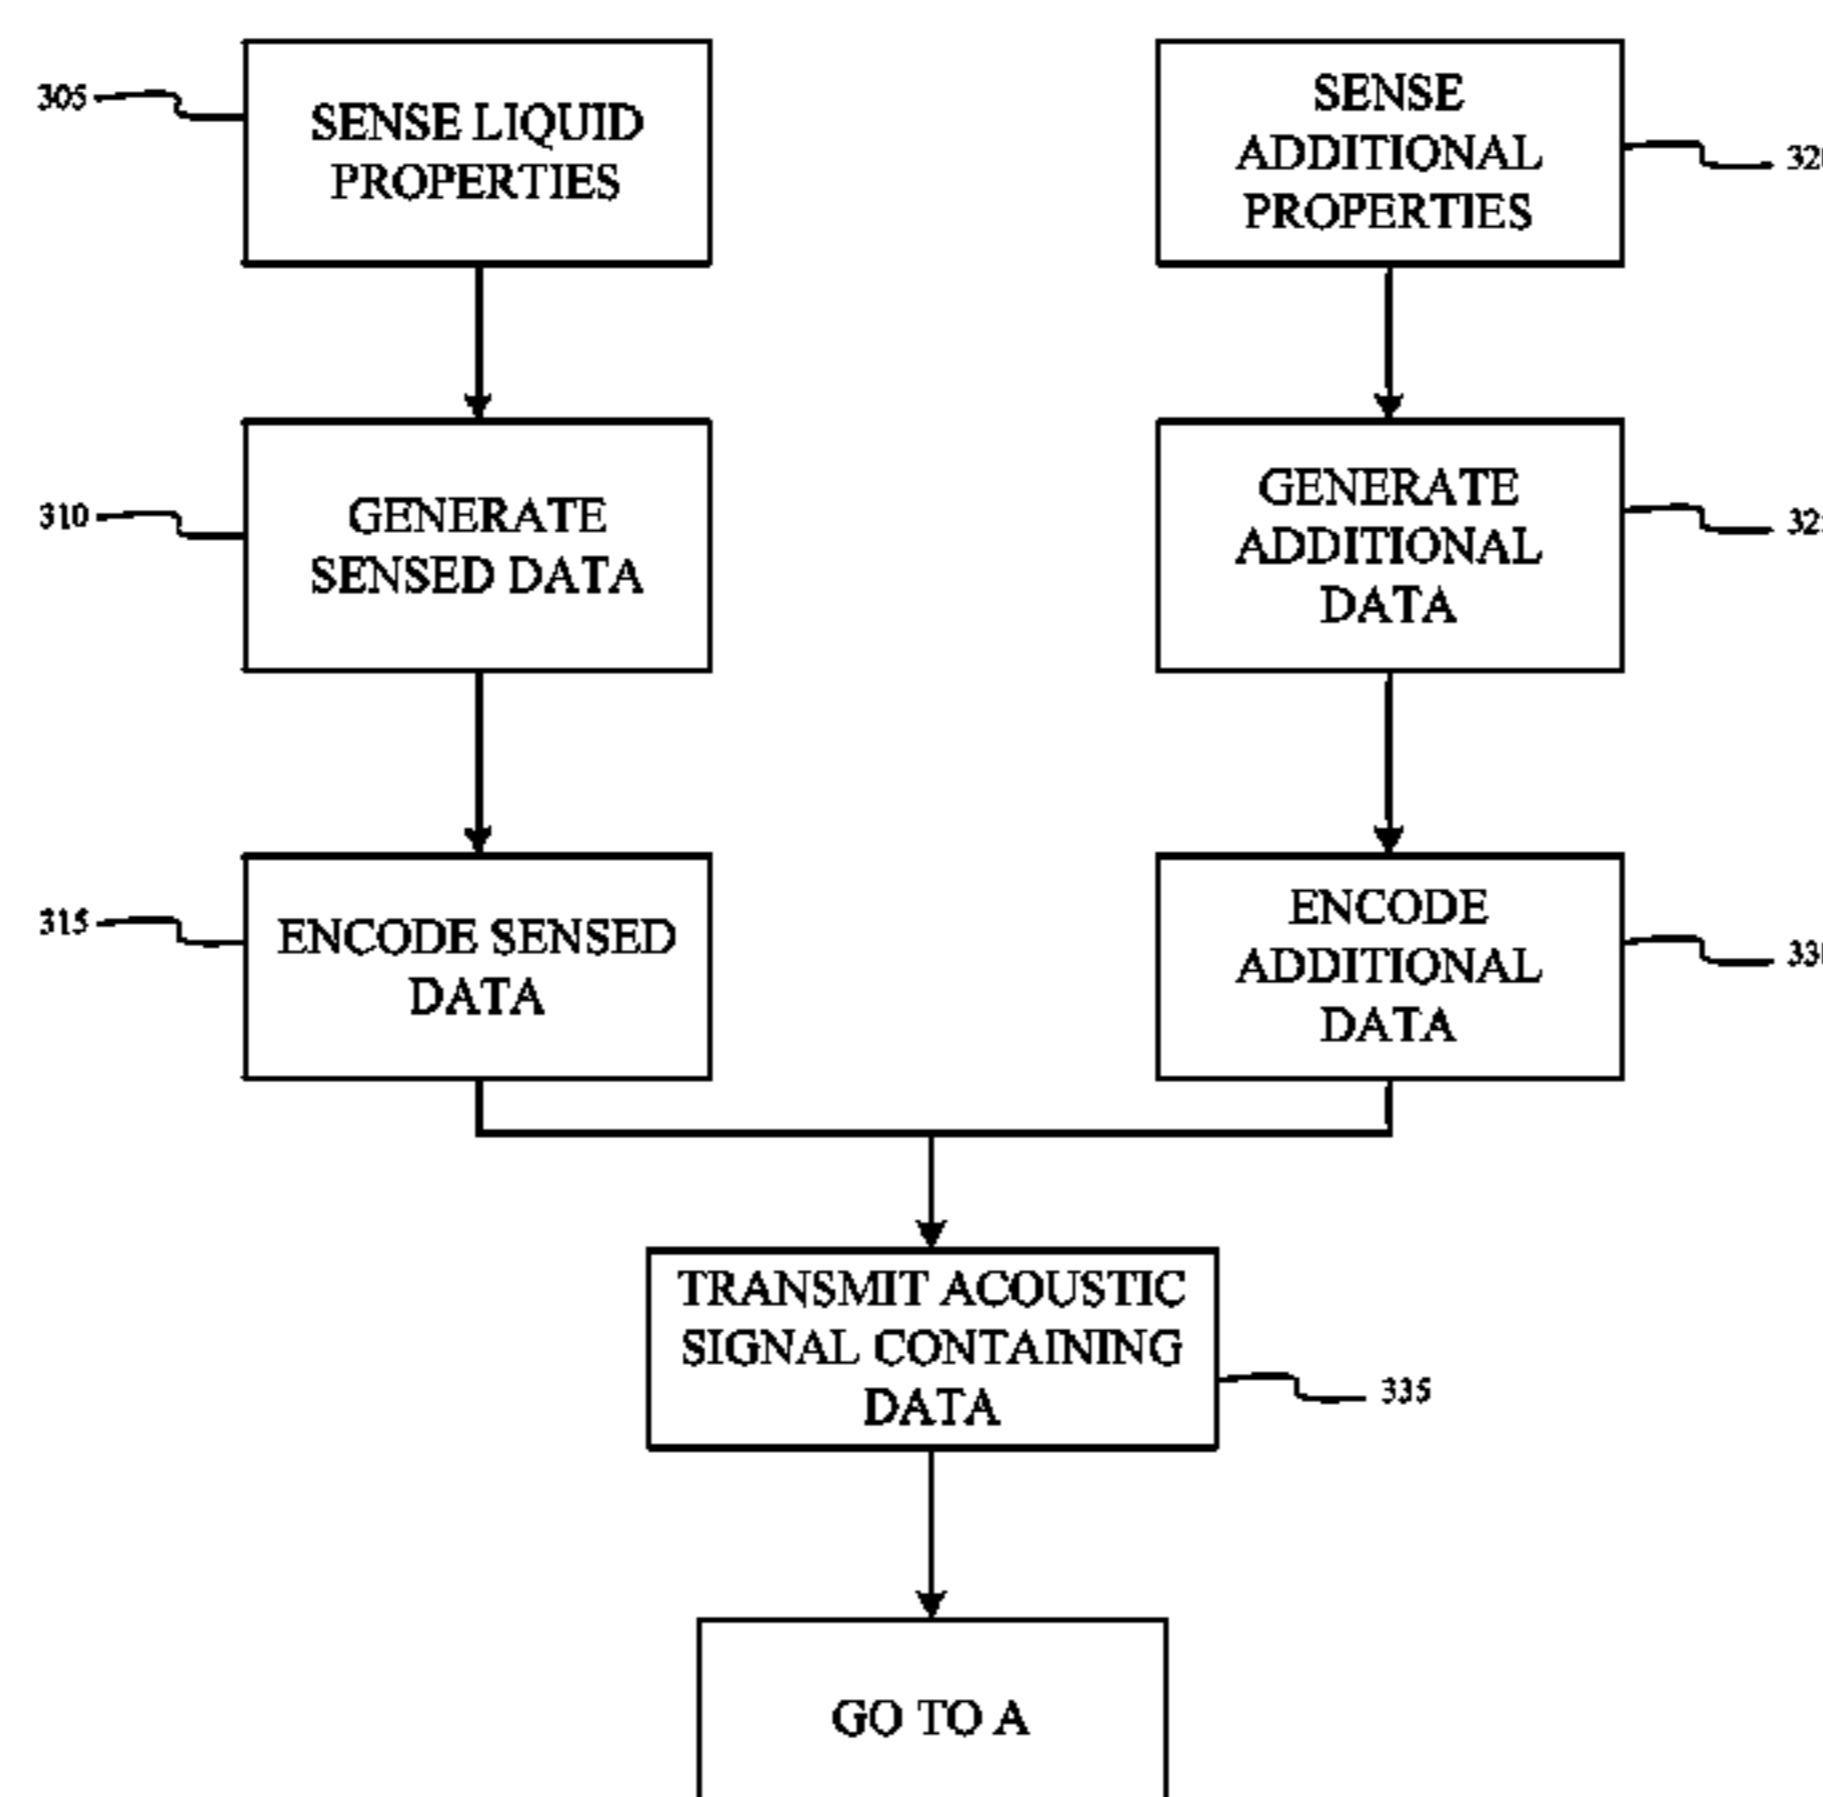 305
SENSE LIQUID
PROPERTIES
SENSE
ADDITIONAL
PROPERTIES
310
GENERATE
SENSED DATA
GENERATE
ADDITIONAL
DATA
315
ENCODE SENSED
DATA
ENCODE
ADDITIONAL
DATA
TRANSMIT ACOUSTIC
SIGNAL CONTAINING
DATA
335
GO TO A